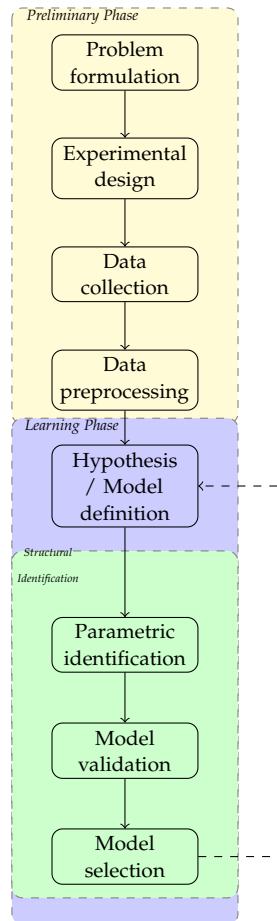 Preliminary Phase
Problem
formulation
Experimental
design
Data
collection
Data
preprocessing
Learning Phase
Hypothesis
/ Model
definition
Structural
Identification
Parametric
identification
Model
validation
Model
selection